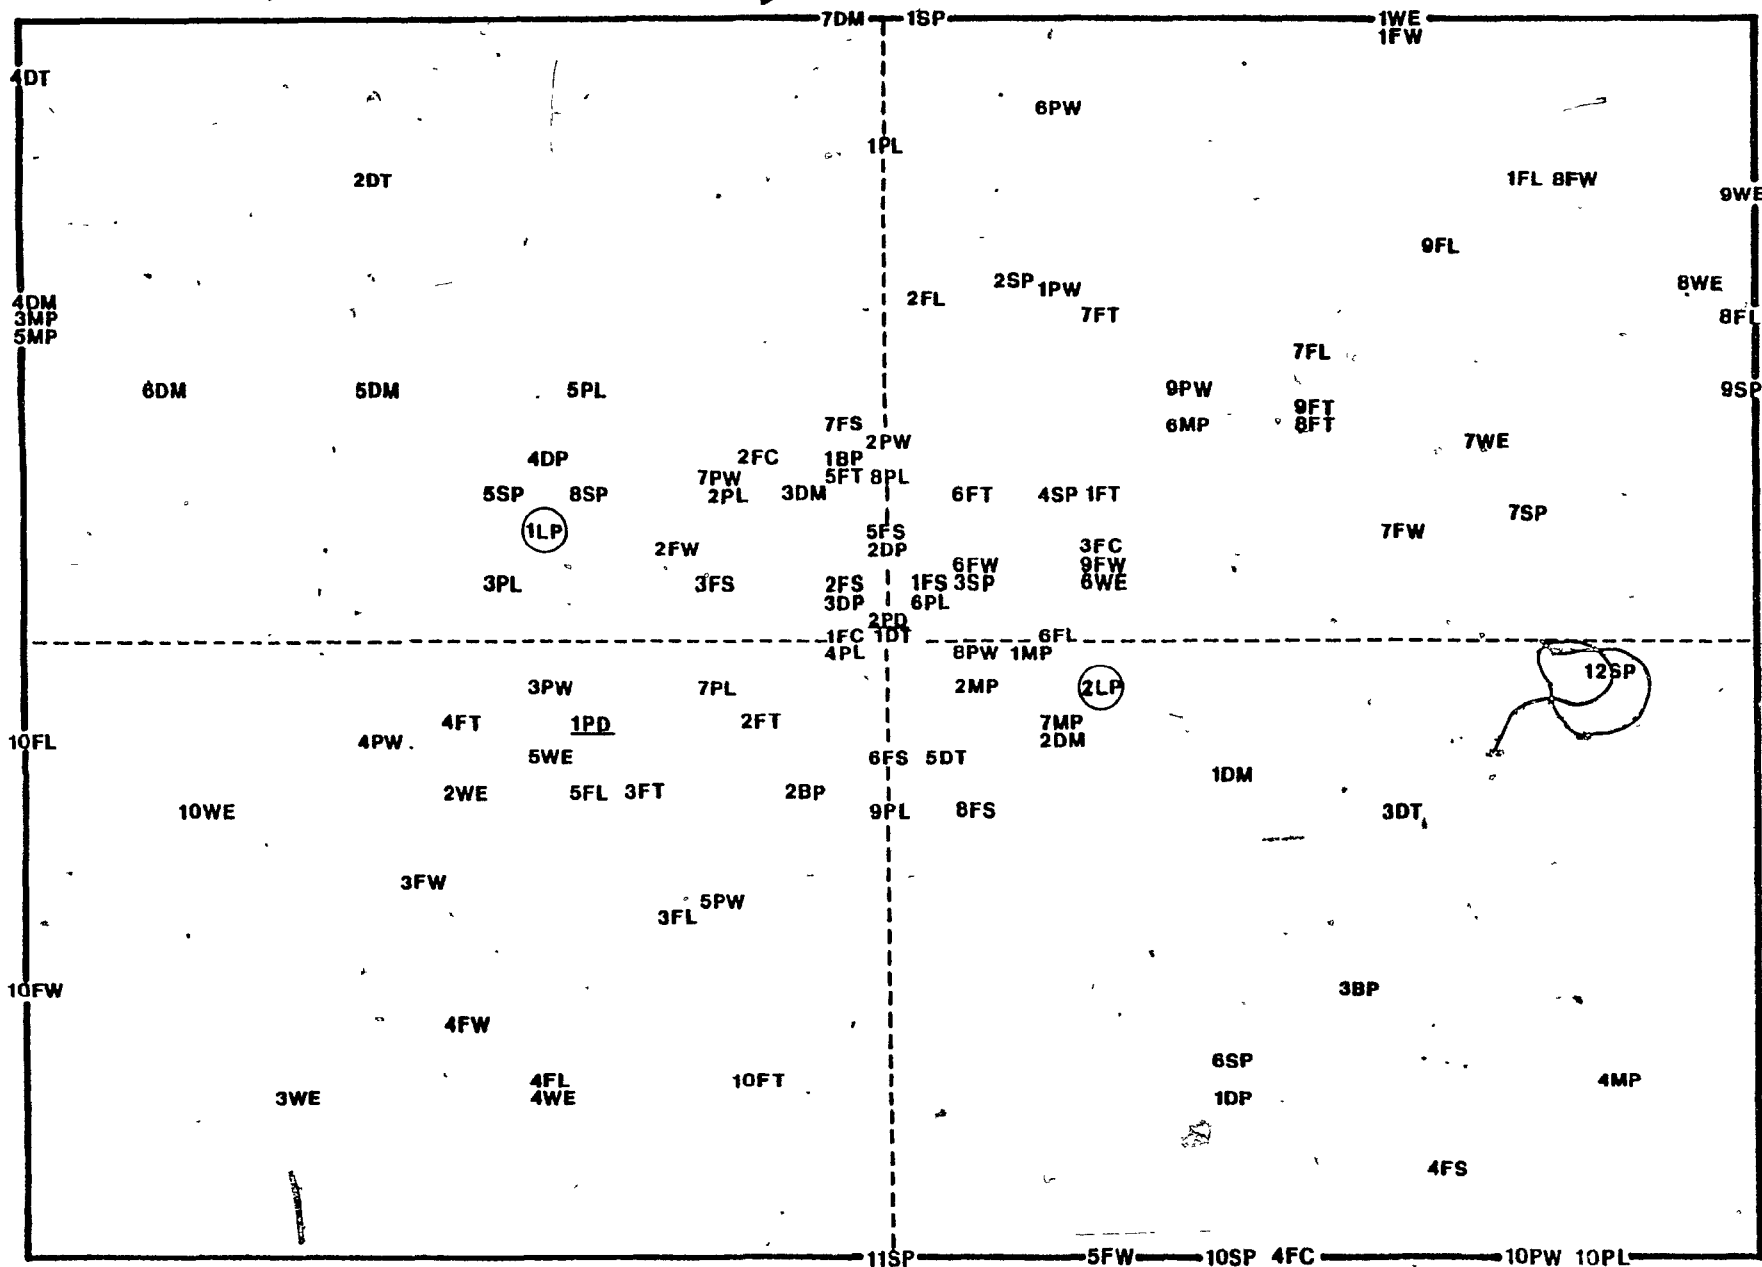 7DM 1SP 1WE
1FW
4DT
6PW
1PL
2DT 1FL 8FW
9WE
9FL
2SP 1PW 8WE
4DM 2FL
3MP 7FT 8FL
5MP
7FL
6DM 5DM 5PL 9PW 9SP
9FT
7FS 6MP 8FT
2PW 7WE
4DP 2FC 1BP
7PW 5FT 8PL
5SP 8SP 2PL 3DM 6FT 4SP 1FT
7SP
1LP 5FS 7FW
2FW 2DP 3FC
6FW 9FW
3PL 3FS 2FS 1FS 3SP 6WE
3DP 6PL
2PD
1FC 1DT 6FL
4PL 8PW 1MP
12SP
3PW 7PL 2MP 2LP
4FT 1PD 2FT 7MP
10FL 4PW 2DM
5WE 6FS 5DT
1DM
2WE 5FL 3FT 2BP
10WE 9PL 8FS 3DT
3FW
5PW
3FL
10FW 3BP
4FW
6SP
4FL 10FT 4MP
3WE 4WE 1DP
4FS
11SP 5FW 10SP 4FC 10PW 10PL